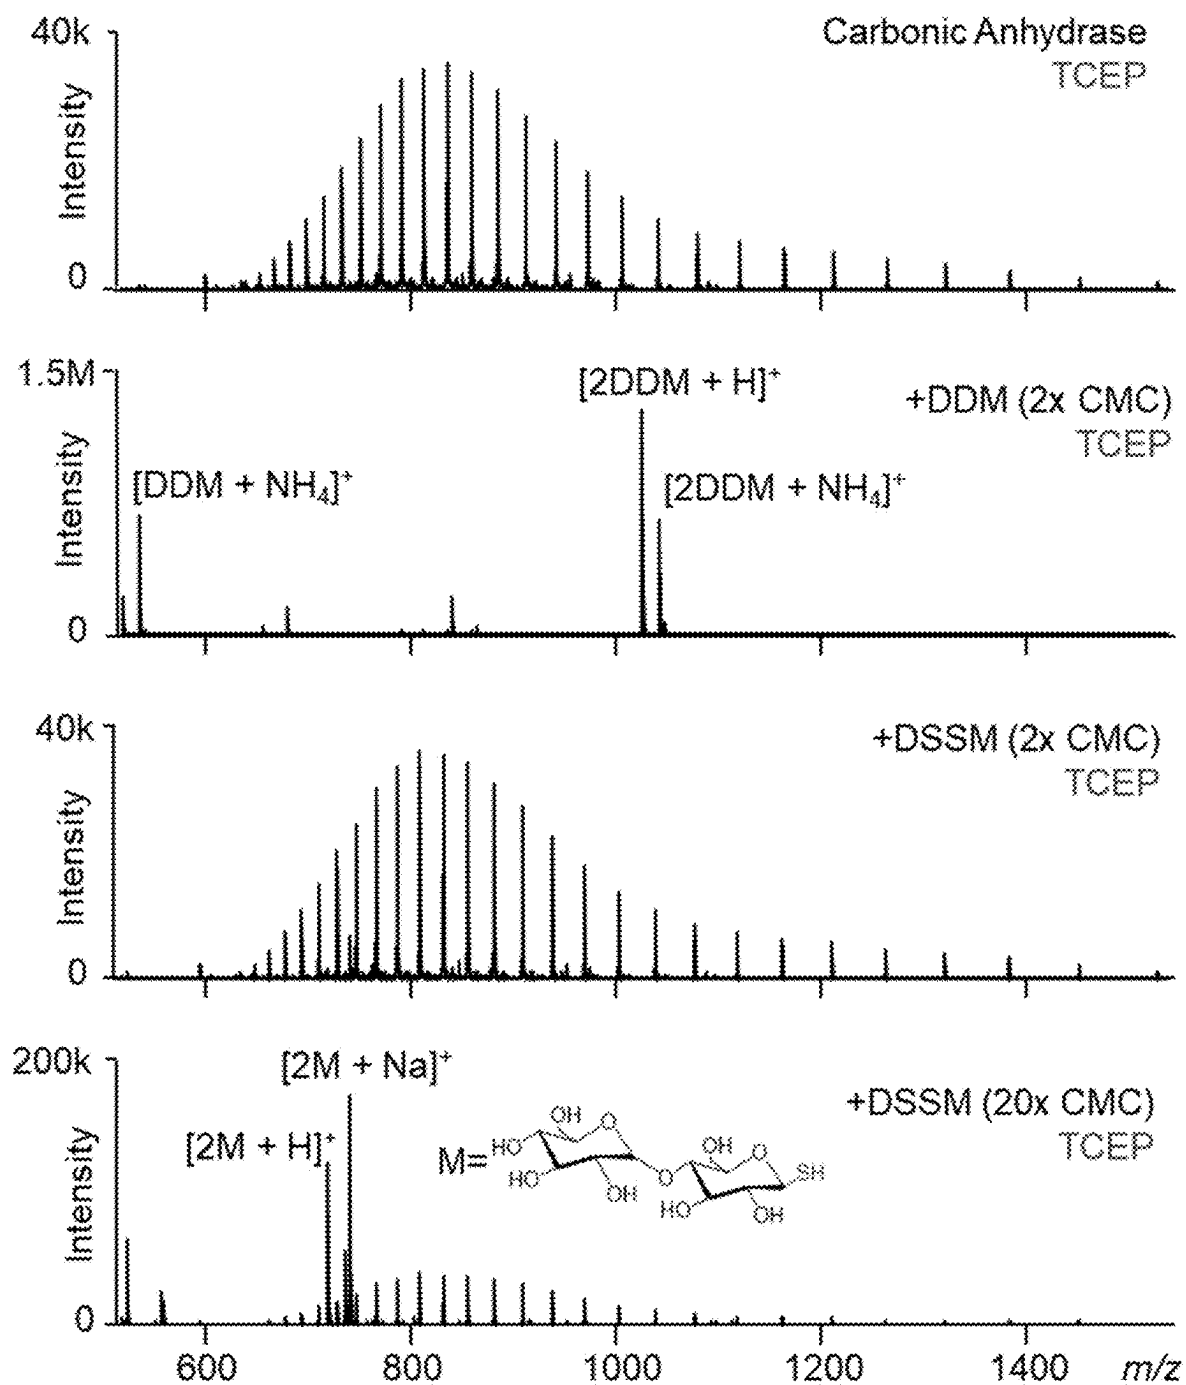 40k
Carbonic Anhydrase
TCEP
Intensity
0
1.5M
[2DDM + H]⁺
+DDM (2x CMC)
TCEP
[DDM + NH₄]⁺
[2DDM + NH₄]⁺
Intensity
0
40k
+DSSM (2x CMC)
TCEP
Intensity
0
200k
[2M + Na]⁺
+DSSM (20x CMC)
TCEP
[2M + H]⁺
M=
OH
HO
O
HO
OH
O
OH
O
SH
HO
OH
Intensity
0
600 800 1000 1200 1400 m/z